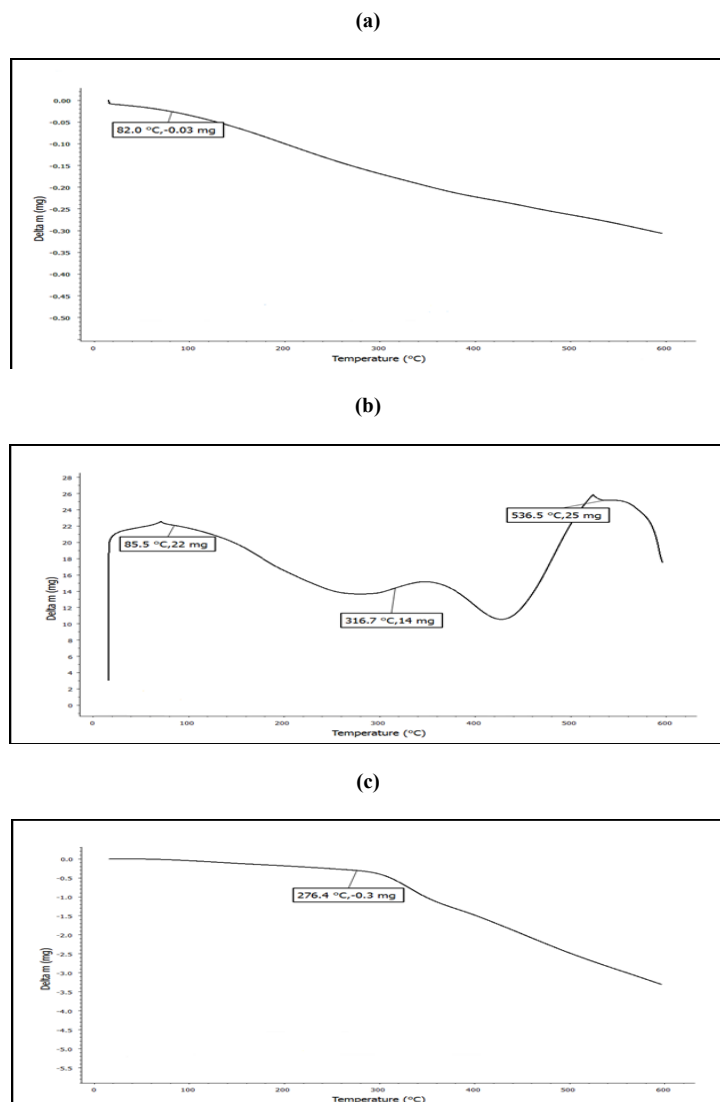 (a)
0.00
-0.05
-0.10
-0.15
-0.20
-0.25
-0.30
-0.35
-0.40
-0.45
-0.50
Delta m (mg)
82.0 °C,-0.03 mg
0 100 200 300 400 500 600
Temperature (°C)
(b)
28
26
24
22
20
18
16
14
12
10
8
6
4
2
0
Delta m (mg)
85.5 °C,22 mg
316.7 °C,14 mg
536.5 °C,25 mg
0 100 200 300 400 500 600
Temperature (°C)
(c)
0.0
-0.5
-1.0
-1.5
-2.0
-2.5
-3.0
-3.5
-4.0
-4.5
-5.0
-5.5
Delta m (mg)
276.4 °C,-0.3 mg
0 100 200 300 400 500 600
Temperature (°C)